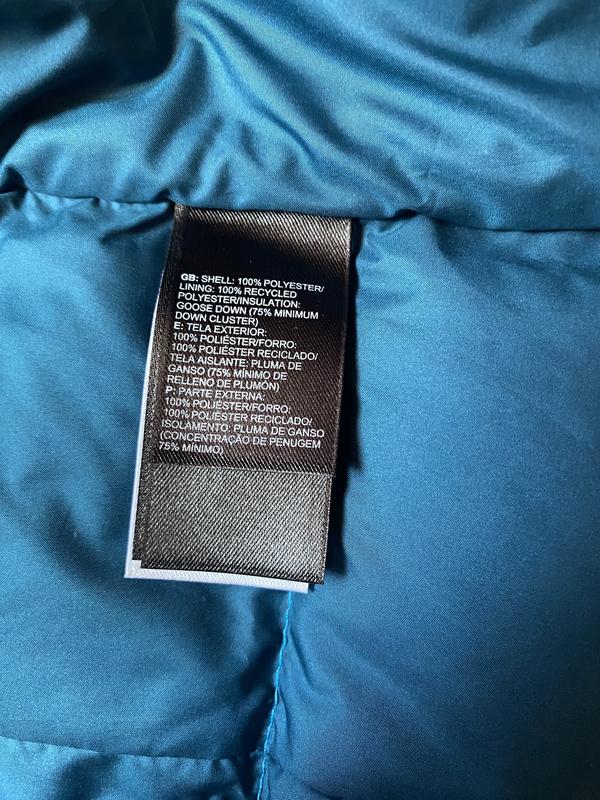 GB: SHELL: 100% POLYESTER/
LINING: 100% RECYCLED
POLYESTER/INSULATION:
GOOSE DOWN (75% MINIMUM
DOWN CLUSTER)
E: TELA EXTERIOR:
100% POLIÉSTER/FORRO:
100% POLIÉSTER RECICLADO/
TELA AISLANTE: PLUMA DE
GANSO (75% MÍNIMO DE
RELLENO DE PLUMÓN)
P: PARTE EXTERNA:
100% POLIÉSTER/FORRO:
100% POLIÉSTER RECICLADO/
ISOLAMENTO: PLUMA DE GANSO
(CONCENTRAÇÃO DE PENUGEM
75% MÍNIMO)